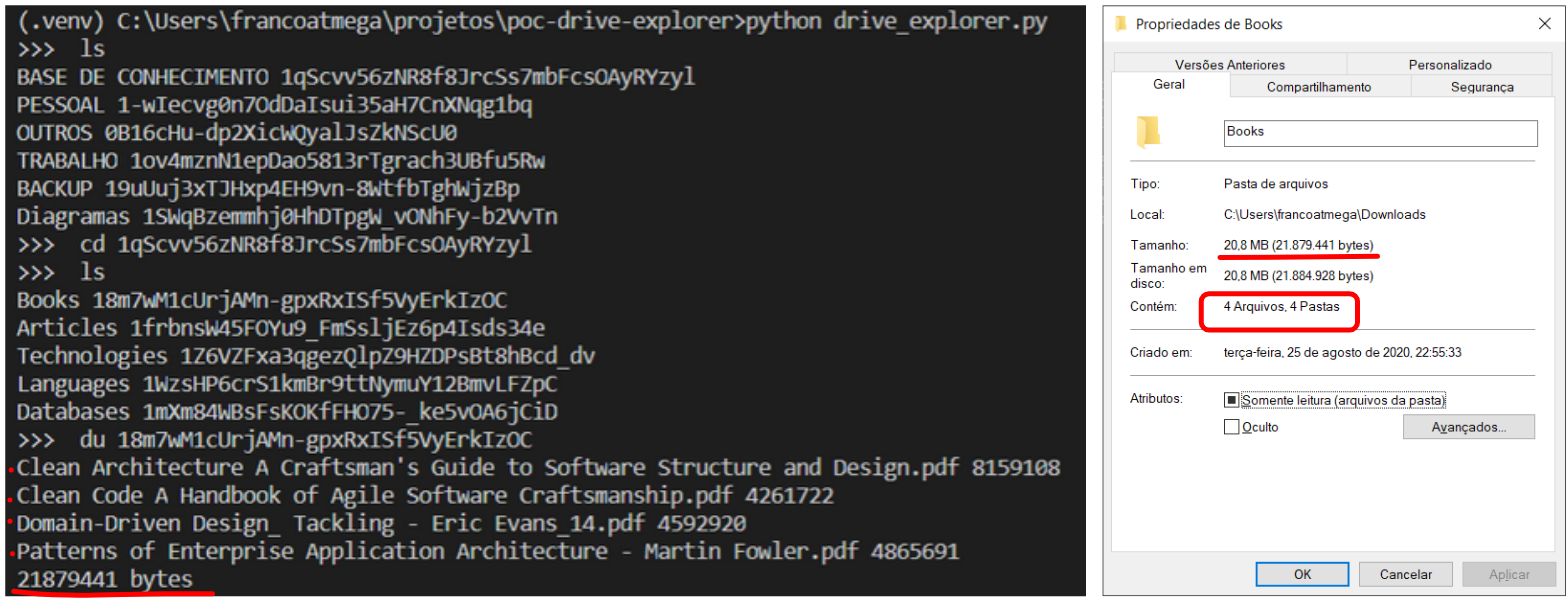 (.venv) C:\Users\francoatmega\projetos\poc-drive-explorer>python drive_explorer.py
>>> ls
BASE DE CONHECIMENTO 1qScvv56zNR8f8JrcSs7mbFcsOAyRYzyl
PESSOAL 1-wIecvg0n7OdDaIsui35aH7CnXNqg1bq
OUTROS 0B16cHu-dp2XicWQyalJsZkNScU0
TRABALHO 1ov4mznN1epDao5813rTgrach3UBfu5Rw
BACKUP 19uUuj3xTJHxp4EH9vn-8WtfbTghWjzBp
Diagramas 1SWqBzemmhj0HhDTpgW_vONhFy-b2VvTn
>>> cd 1qScvv56zNR8f8JrcSs7mbFcsOAyRYzyl
>>> ls
Books 18m7wM1cUrjAMn-gpxRxISf5VyErkIzOC
Articles 1frbnsW45FOYu9_FmSsljEz6p4Isds34e
Technologies 1Z6VZFxa3qgezQlpZ9HZDPsBt8hBcd_dv
Languages 1WzsHP6crS1kmBr9ttNymuY12BmvLFZpC
Databases 1mXm84WBsFsKOKfFHO75-_ke5vOA6jCiD
>>> du 18m7wM1cUrjAMn-gpxRxISf5VyErkIzOC
Clean Architecture A Craftsman's Guide to Software Structure and Design.pdf 8159108
Clean Code A Handbook of Agile Software Craftsmanship.pdf 4261722
Domain-Driven Design_ Tackling - Eric Evans_14.pdf 4592920
Patterns of Enterprise Application Architecture - Martin Fowler.pdf 4865691
21879441 bytes
Propriedades de Books
Versões Anteriores Personalizado
Geral Compartilhamento Segurança
Books
Tipo: Pasta de arquivos
Local: C:\Users\francoatmega\Downloads
Tamanho: 20,8 MB (21.879.441 bytes)
Tamanho em disco: 20,8 MB (21.884.928 bytes)
Contém: 4 Arquivos, 4 Pastas
Criado em: terça-feira, 25 de agosto de 2020, 22:55:33
Atributos: Somente leitura (arquivos da pasta)
Oculto Avançados...
OK Cancelar Aplicar